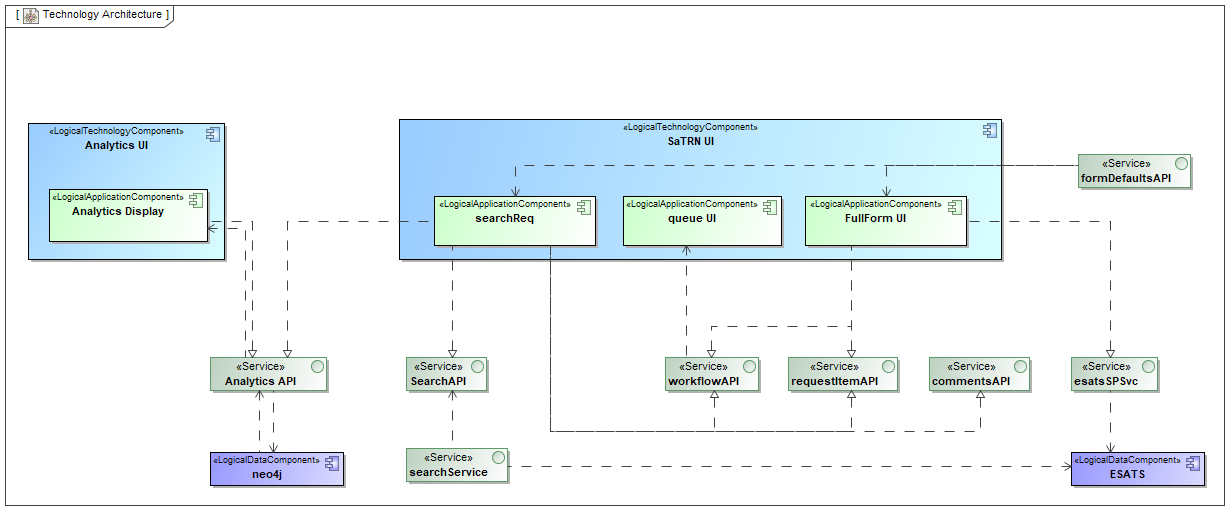 [ Technology Architecture ]
«LogicalTechnologyComponent»
Analytics UI
«LogicalApplicationComponent»
Analytics Display
«LogicalTechnologyComponent»
SaTRN UI
«LogicalApplicationComponent»
searchReq
«LogicalApplicationComponent»
queue UI
«LogicalApplicationComponent»
FullForm UI
«Service»
formDefaultsAPI
«Service»
Analytics API
«Service»
SearchAPI
«Service»
workflowAPI
«Service»
requestItemAPI
«Service»
commentsAPI
«Service»
esatsSPSvc
«LogicalDataComponent»
neo4j
«Service»
searchService
«LogicalDataComponent»
ESATS